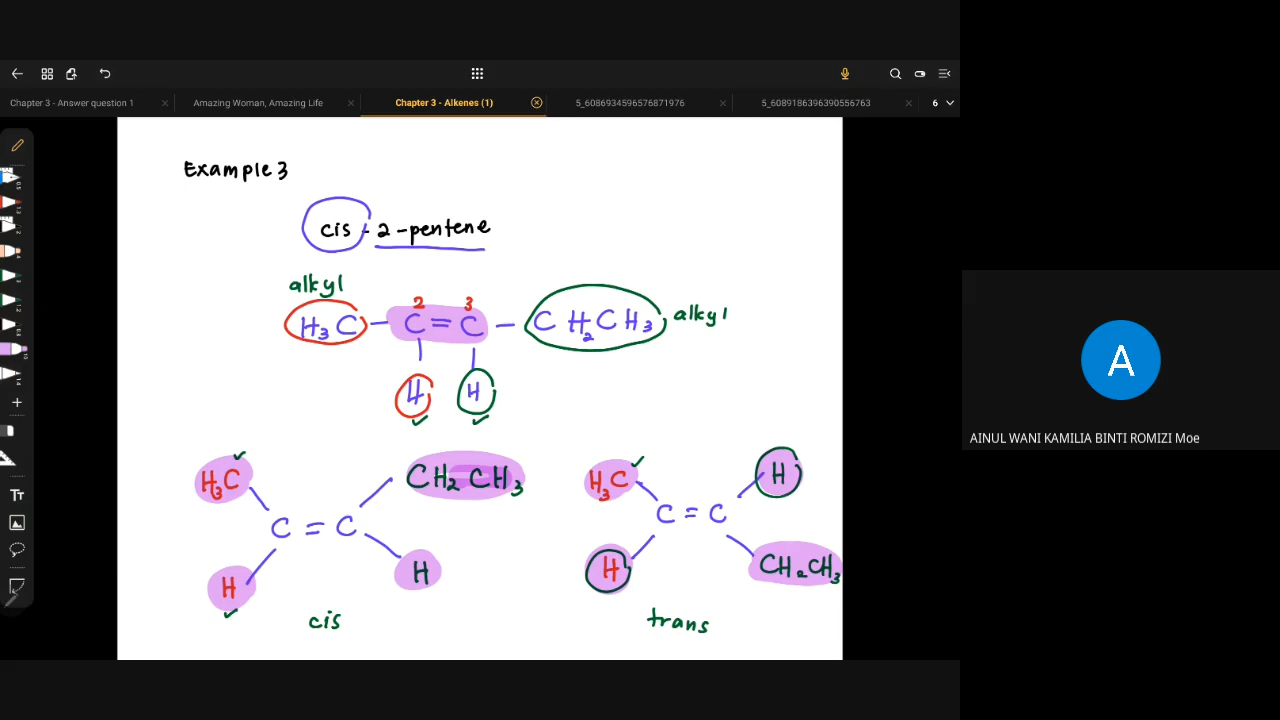 Chapter 3 - Answer question 1
Amazing Woman, Amazing Life
Chapter 3 - Alkenes (1)
5_6086934596576871976
5_6089186396390556763
6
Example 3
cis - 2 - pentene
alkyl
2 3
H3C - C = C - CH2CH3 alkyl
H H
H3C CH2CH3
C = C
H H
cis
H3C H
C = C
H CH2CH3
trans
Tт
A
AINUL WANI KAMILIA BINTI ROMIZI Moe